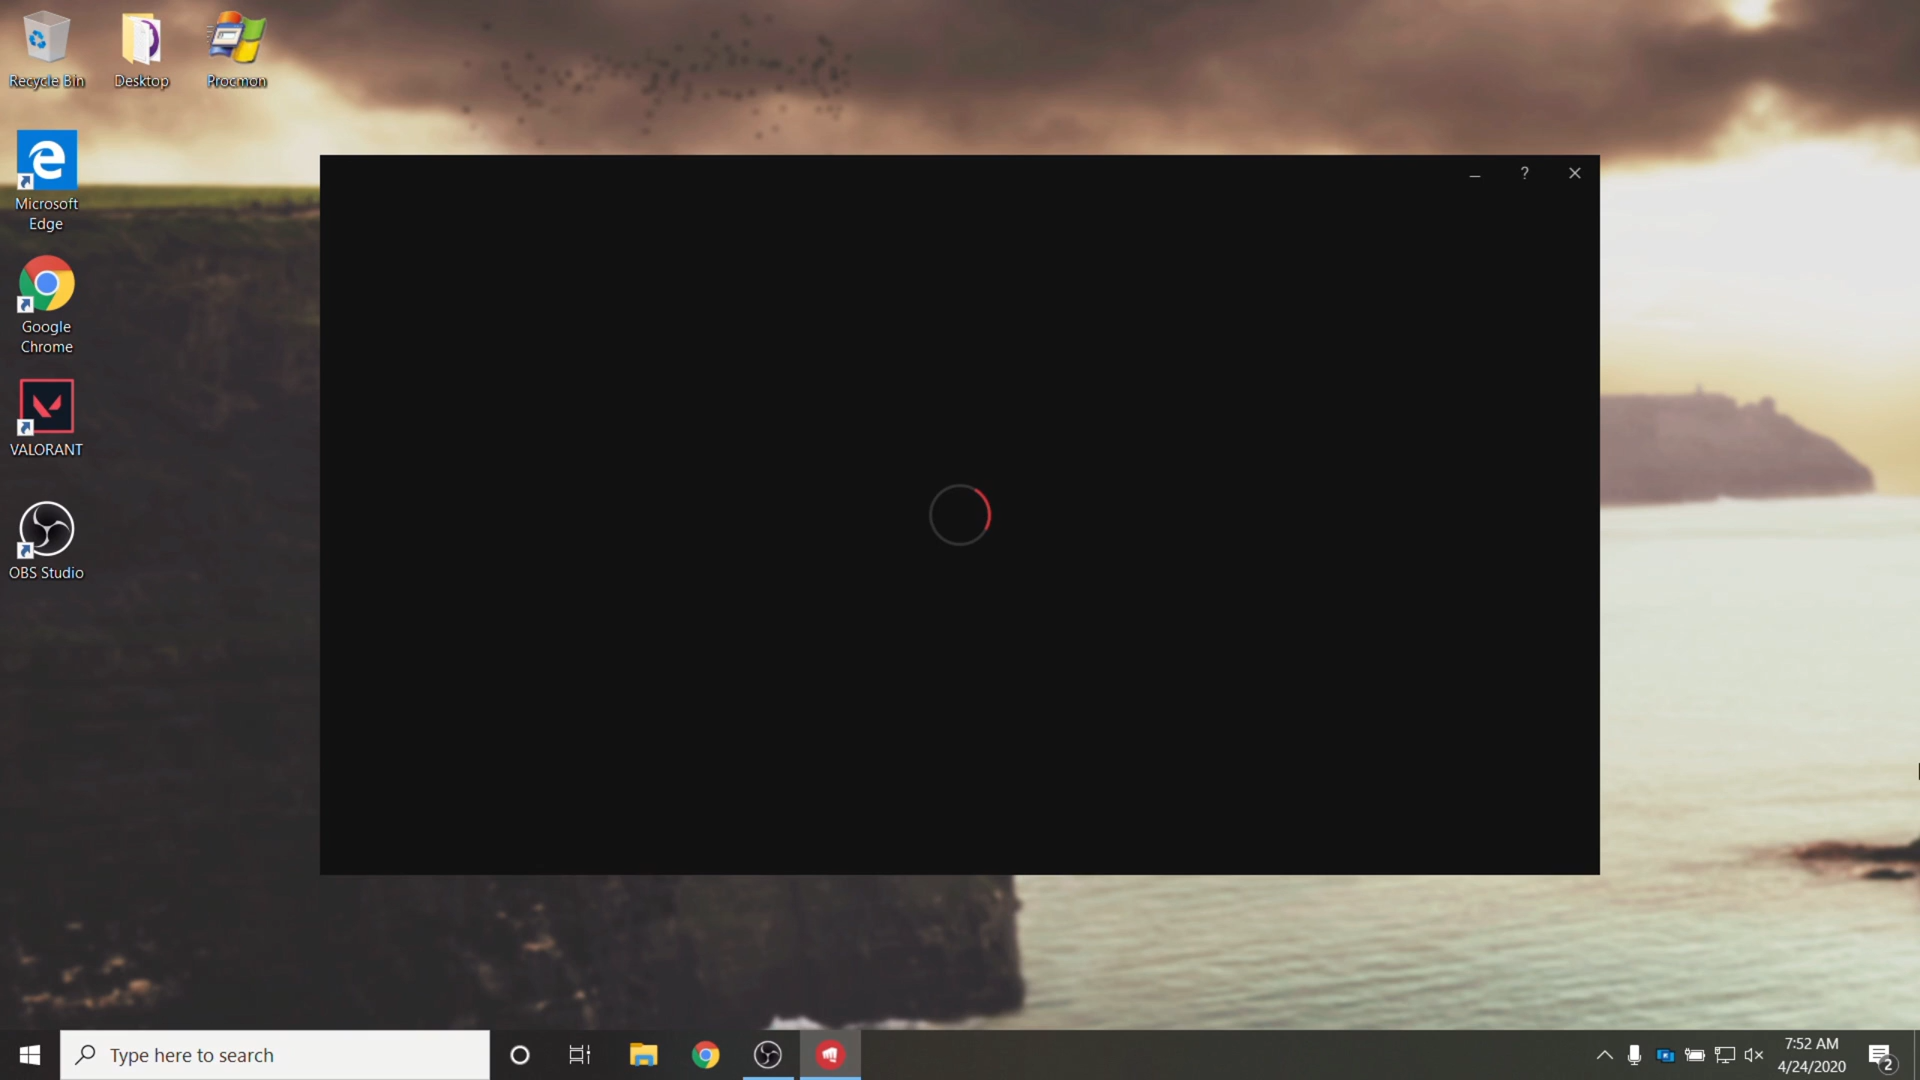 Recycle Bin
Desktop
Procmon
Microsoft
Edge
Google
Chrome
VALORANT
OBS Studio
?
Type here to search
7:52 AM
4/24/2020
2